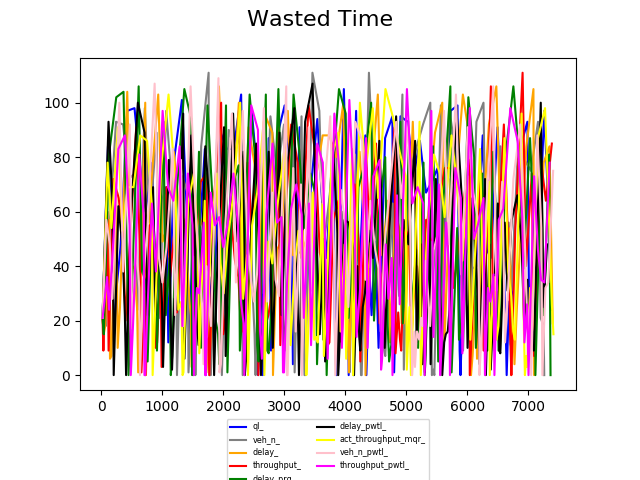 Wasted Time
100
80
60
40
20
0
0 1000 2000 3000 4000 5000 6000 7000
ql_ delay_pwtl_
veh_n_ act_throughput_mqr_
delay_ veh_n_pwtl_
throughput_ throughput_pwtl_